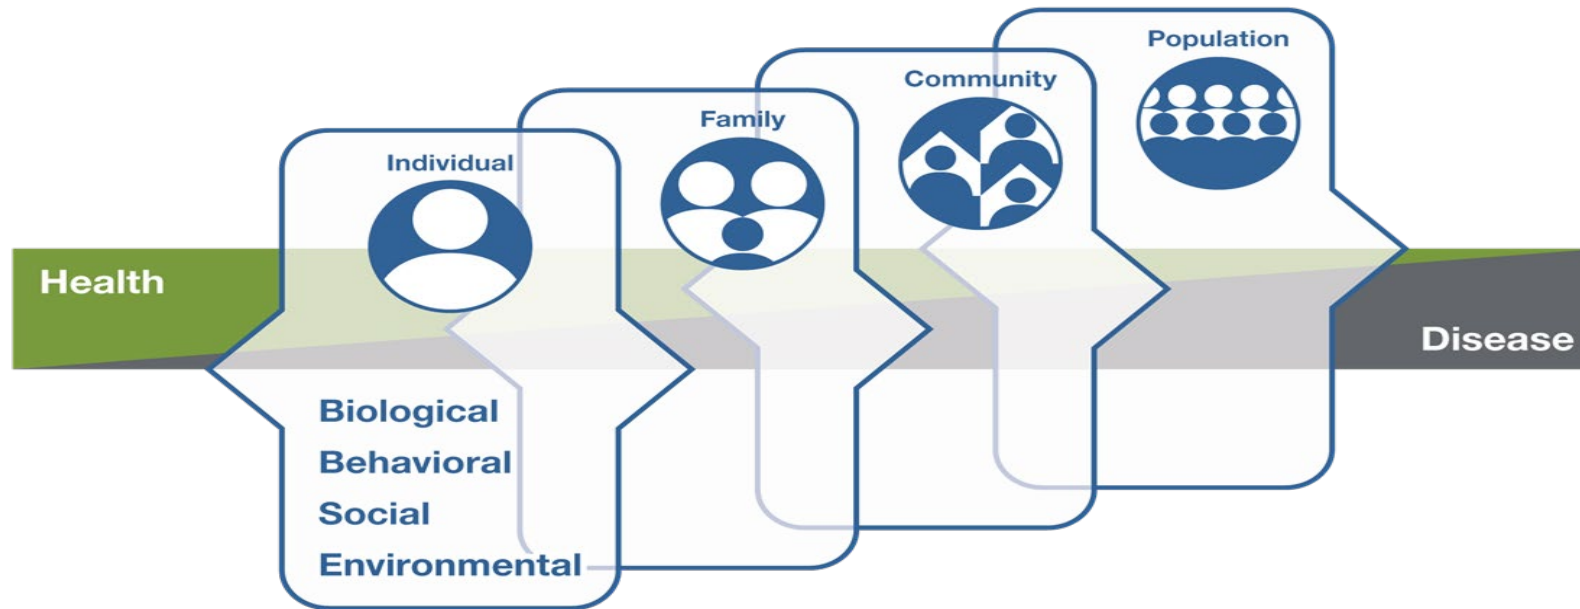 Population
Community
Family
Individual
Health
Disease
Biological
Behavioral
Social
Environmental